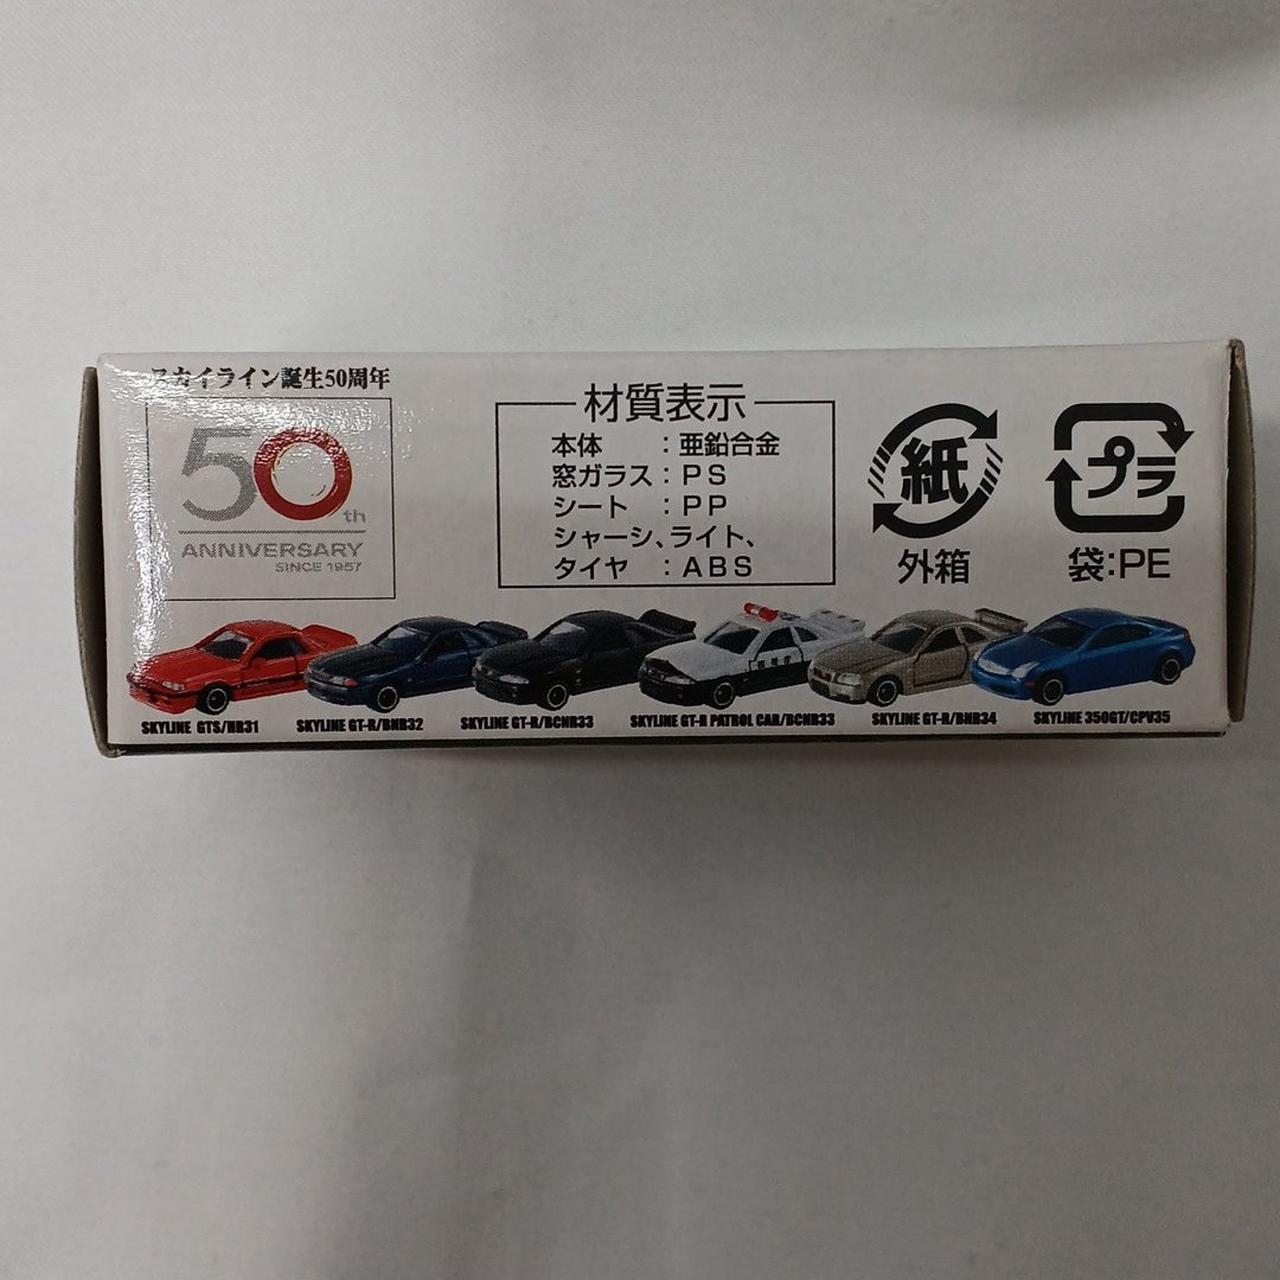 スカイライン誕生50周年
50th
ANNIVERSARY
SINCE 1957
材質表示
本体　：亜鉛合金
窓ガラス：PS
シート　：PP
シャーシ、ライト、
タイヤ　：ABS
紙
外箱
プラ
袋：PE
SKYLINE GTS/HR31
SKYLINE GT-R/BNR32
SKYLINE GT-R/BCNR33
SKYLINE GT-R PATROL CAR/BCNR33
SKYLINE GT-R/BNR34
SKYLINE 350GT/CPV35